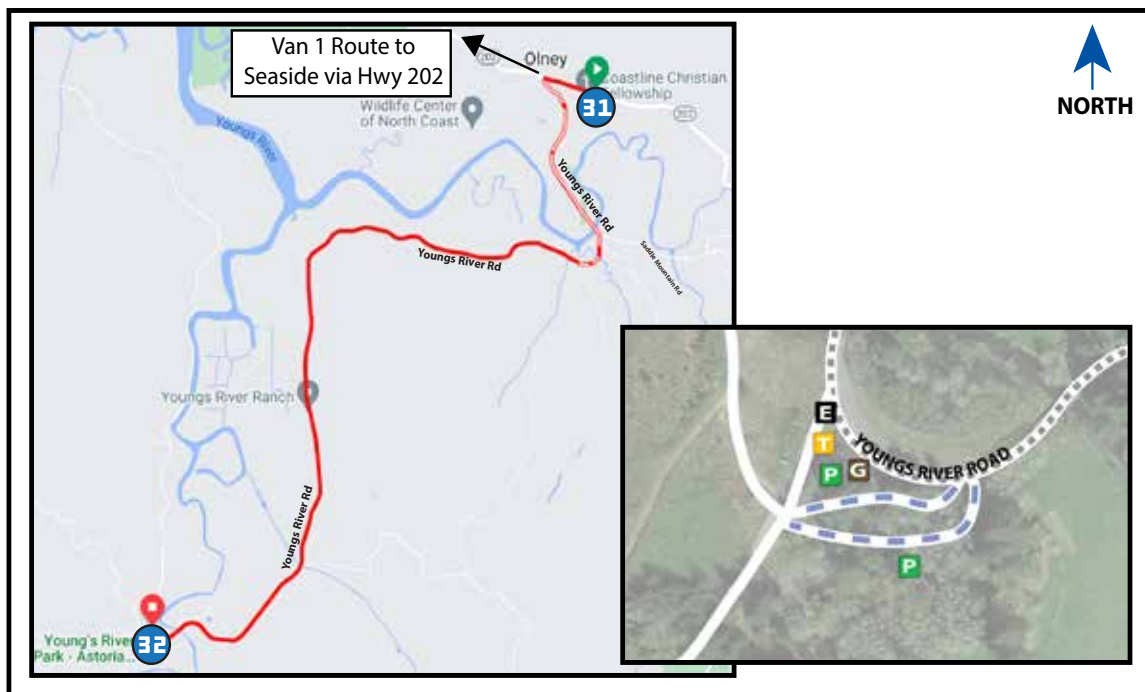 Van 1 Route to
Seaside via Hwy 202
Olney
202
Coastline Christian
Fellowship
31
202
NORTH
Wildlife Center
of North Coast
Youngs River
Youngs River Rd
Saddle Mountain Rd
Youngs River Rd
Youngs River Ranch
Youngs River Rd
Young's River
Park · Astoria...
32
E
T
P
G
YOUNGS RIVER ROAD
P